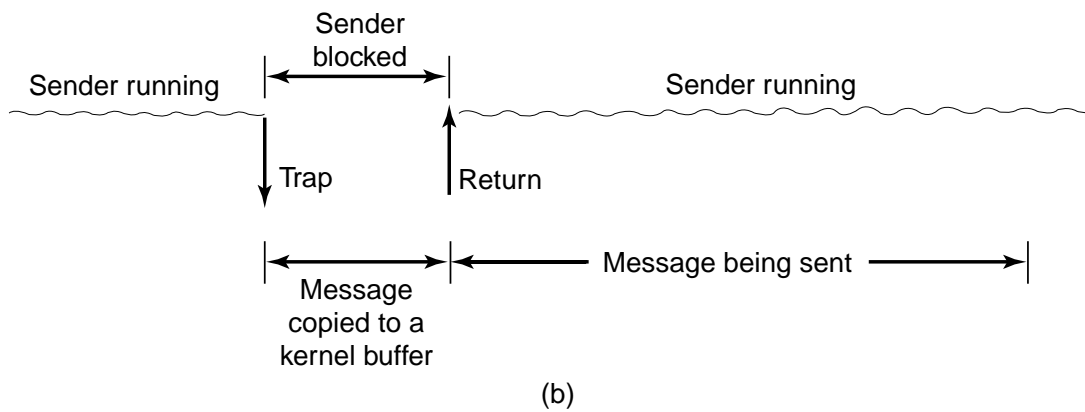 Sender
blocked
Sender running
Sender running
Trap
Return
Message being sent
Message
copied to a
kernel buffer
(b)